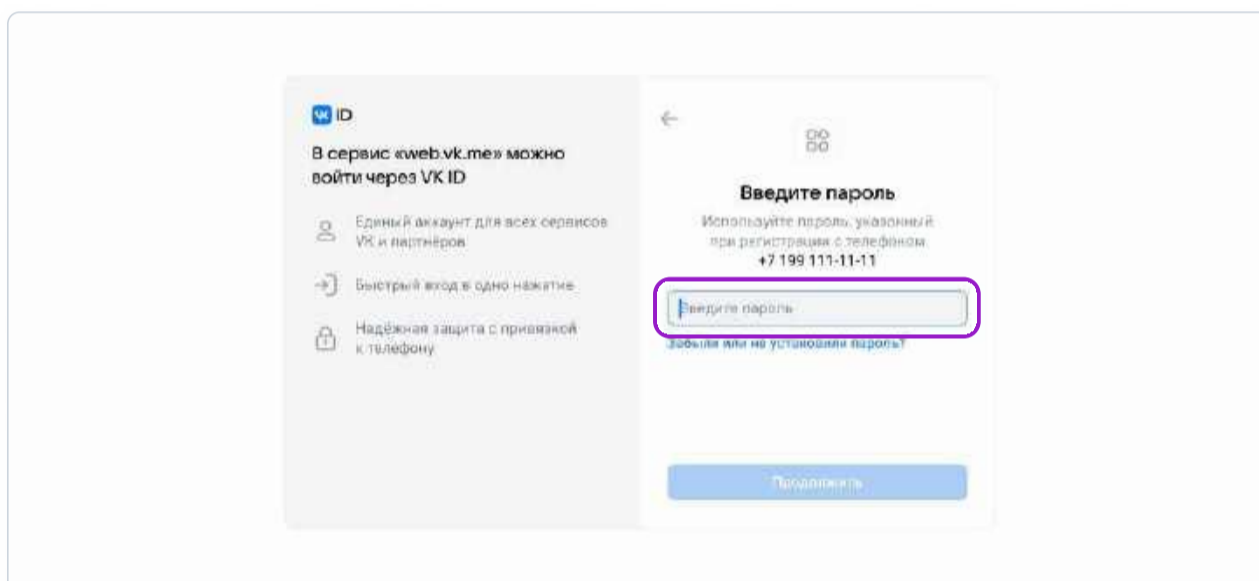 VK ID
В сервис «web.vk.me» можно
войти через VK ID
Единый аккаунт для всех сервисов
VK и партнёров
Быстрый вход в одно нажатие
Надёжная защита с привязкой
к телефону
Введите пароль
Используйте пароль, указанный
при регистрации с телефоном
+7 199 111-11-11
Введите пароль
Забыли или не установили пароль?
Продолжить